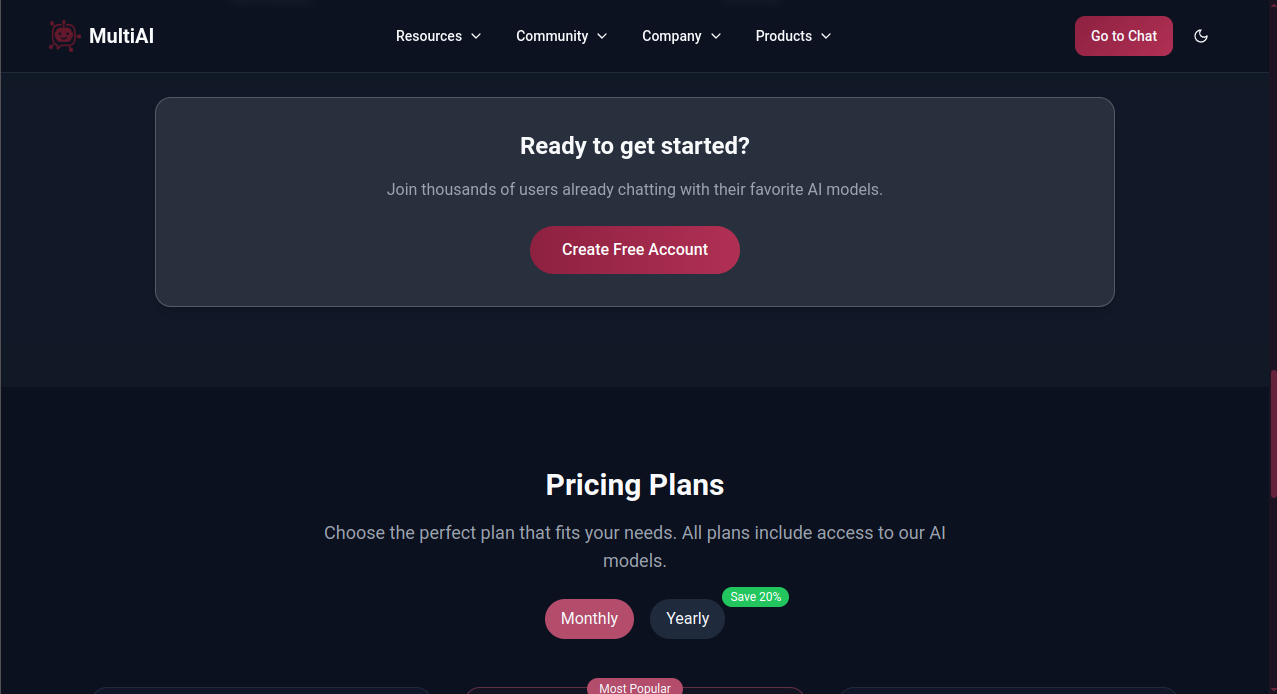 MultiAI
Resources
Community
Company
Products
Go to Chat
Ready to get started?
Join thousands of users already chatting with their favorite AI models.
Create Free Account
Pricing Plans
Choose the perfect plan that fits your needs. All plans include access to our AI
models.
Save 20%
Monthly
Yearly
Most Popular